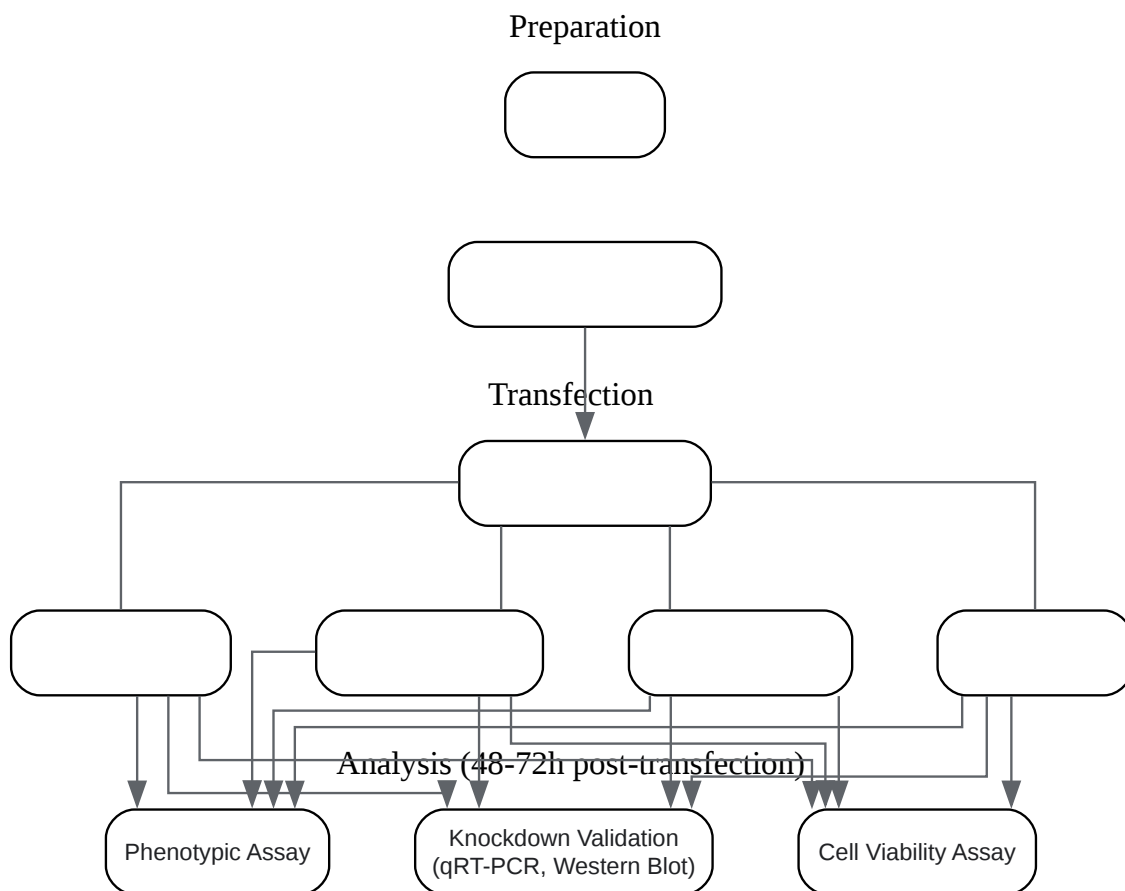 Preparation
Transfection
Analysis (48-72h post-transfection)
Phenotypic Assay
Knockdown Validation
(qRT-PCR, Western Blot)
Cell Viability Assay